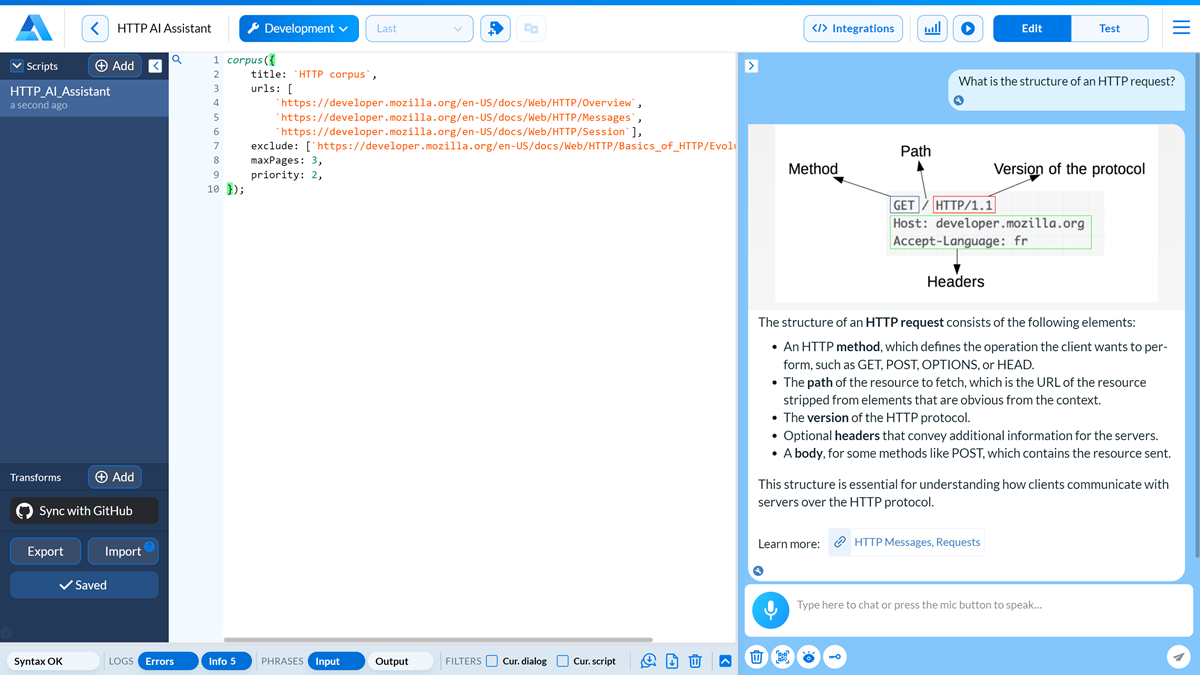 HTTP AI Assistant
Development
Last
</> Integrations
Edit
Test
Scripts
Add
HTTP_AI_Assistant
a second ago
Transforms
Add
Sync with GitHub
Export
Import
?
Saved
1 corpus({
2 title: `HTTP corpus`,
3 urls: [
4 `https://developer.mozilla.org/en-US/docs/Web/HTTP/Overview`,
5 `https://developer.mozilla.org/en-US/docs/Web/HTTP/Messages`,
6 `https://developer.mozilla.org/en-US/docs/Web/HTTP/Session`],
7 exclude: [`https://developer.mozilla.org/en-US/docs/Web/HTTP/Basics_of_HTTP/Evolu
8 maxPages: 3,
9 priority: 2,
10 });
What is the structure of an HTTP request?
Path
Method
Version of the protocol
GET / HTTP/1.1
Host: developer.mozilla.org
Accept-Language: fr
Headers
The structure of an HTTP request consists of the following elements:
• An HTTP method, which defines the operation the client wants to per-
form, such as GET, POST, OPTIONS, or HEAD.
• The path of the resource to fetch, which is the URL of the resource
stripped from elements that are obvious from the context.
• The version of the HTTP protocol.
• Optional headers that convey additional information for the servers.
• A body, for some methods like POST, which contains the resource sent.
This structure is essential for understanding how clients communicate with
servers over the HTTP protocol.
Learn more: HTTP Messages, Requests
Type here to chat or press the mic button to speak...
Syntax OK
LOGS
Errors
Info 5
PHRASES
Input
Output
FILTERS
Cur. dialog
Cur. script